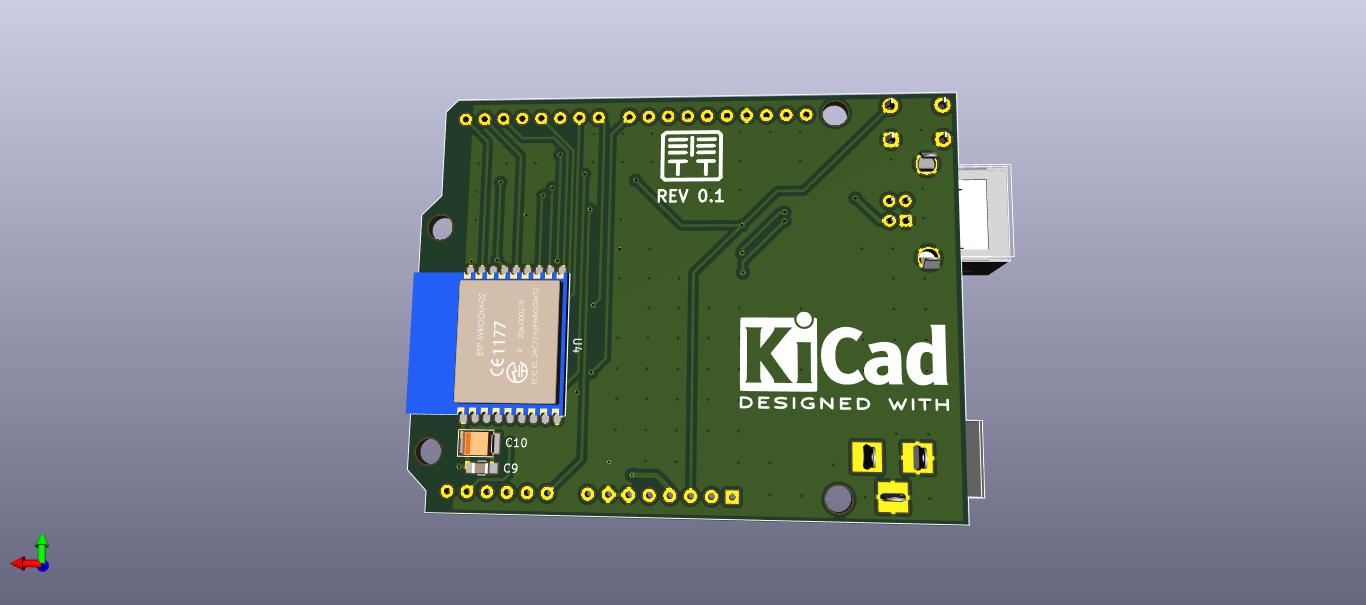 REV 0.1
ESP-WROOM-02
CE1177
U4
KiCad
DESIGNED WITH
C10
C9